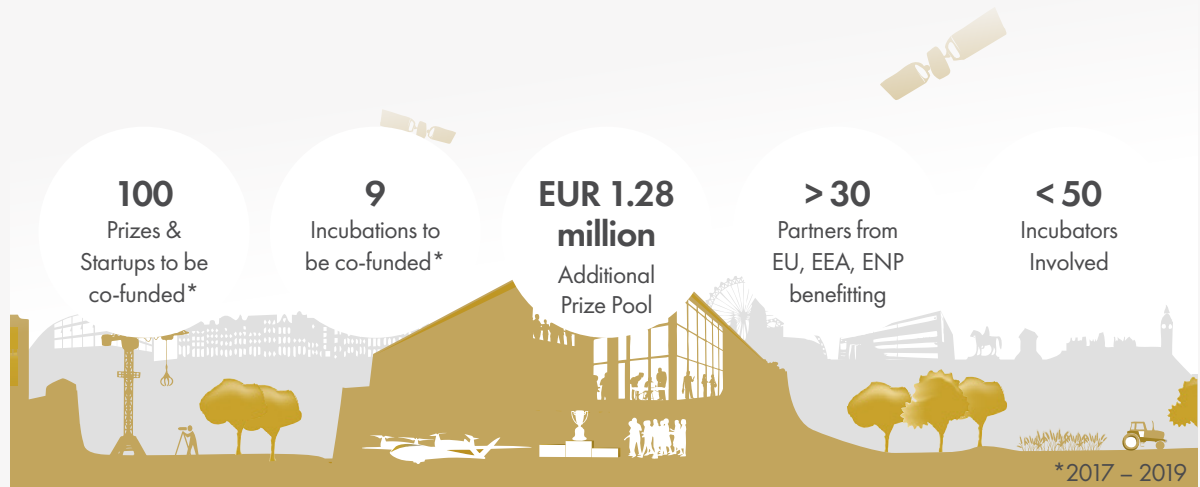 100
Prizes &
Startups to be
co-funded*
9
Incubations to
be co-funded*
EUR 1.28
million
Additional
Prize Pool
> 30
Partners from
EU, EEA, ENP
benefitting
< 50
Incubators
Involved
*2017 – 2019